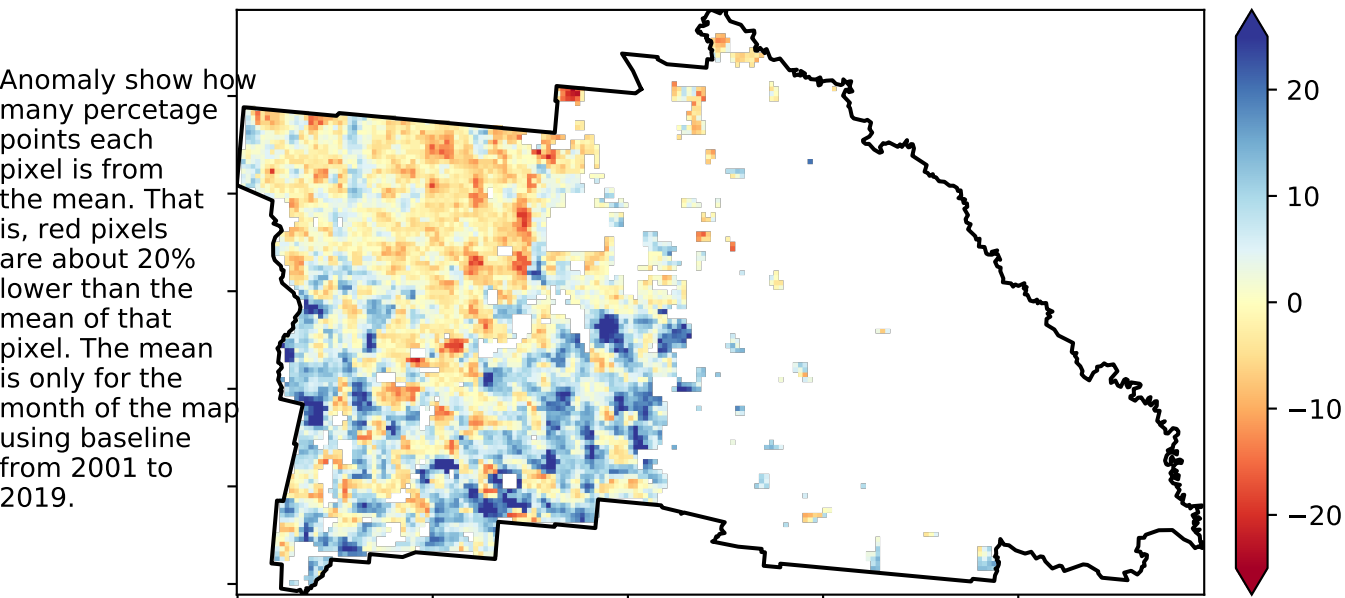 Anomaly show how
many percetage
points each
pixel is from
the mean. That
is, red pixels
are about 20%
lower than the
mean of that
pixel. The mean
is only for the
month of the map
using baseline
from 2001 to
2019.
20
10
0
−10
−20